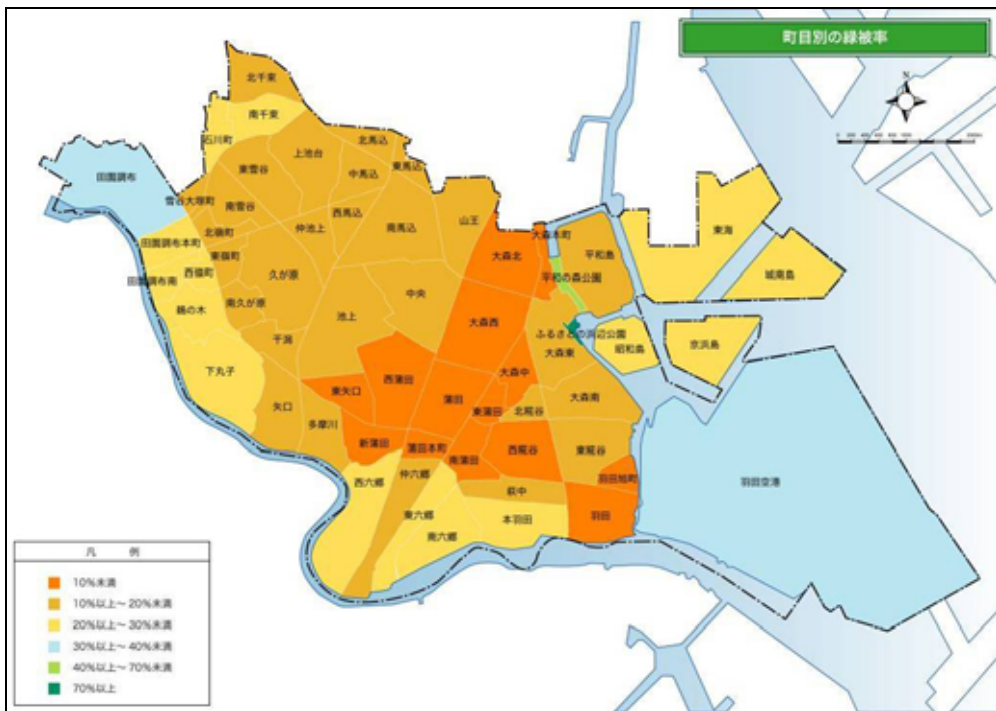 町目別の緑被率
N
北千束
南千束
石川町
北馬込
上池台
東馬込
東雪谷
中馬込
田園調布
雪谷大塚町
南雪谷
西馬込
山王
北嶺町
仲池上
南馬込
大森本町
東海
田園調布本町
東嶺町
大森北
平和島
西嶺町
久が原
平和の森公園
城南島
田園調布南
中央
鵜の木
南久が原
池上
大森西
ふるさとの浜辺公園
千鳥
昭和島
京浜島
大森東
下丸子
西蒲田
大森中
東矢口
蒲田
大森南
矢口
東蒲田
北糀谷
多摩川
新蒲田
蒲田本町
西糀谷
東糀谷
南蒲田
仲六郷
西六郷
羽田旭町
羽田空港
萩中
東六郷
本羽田
羽田
南六郷
凡 例
10%未満
10%以上～20%未満
20%以上～30%未満
30%以上～40%未満
40%以上～70%未満
70%以上